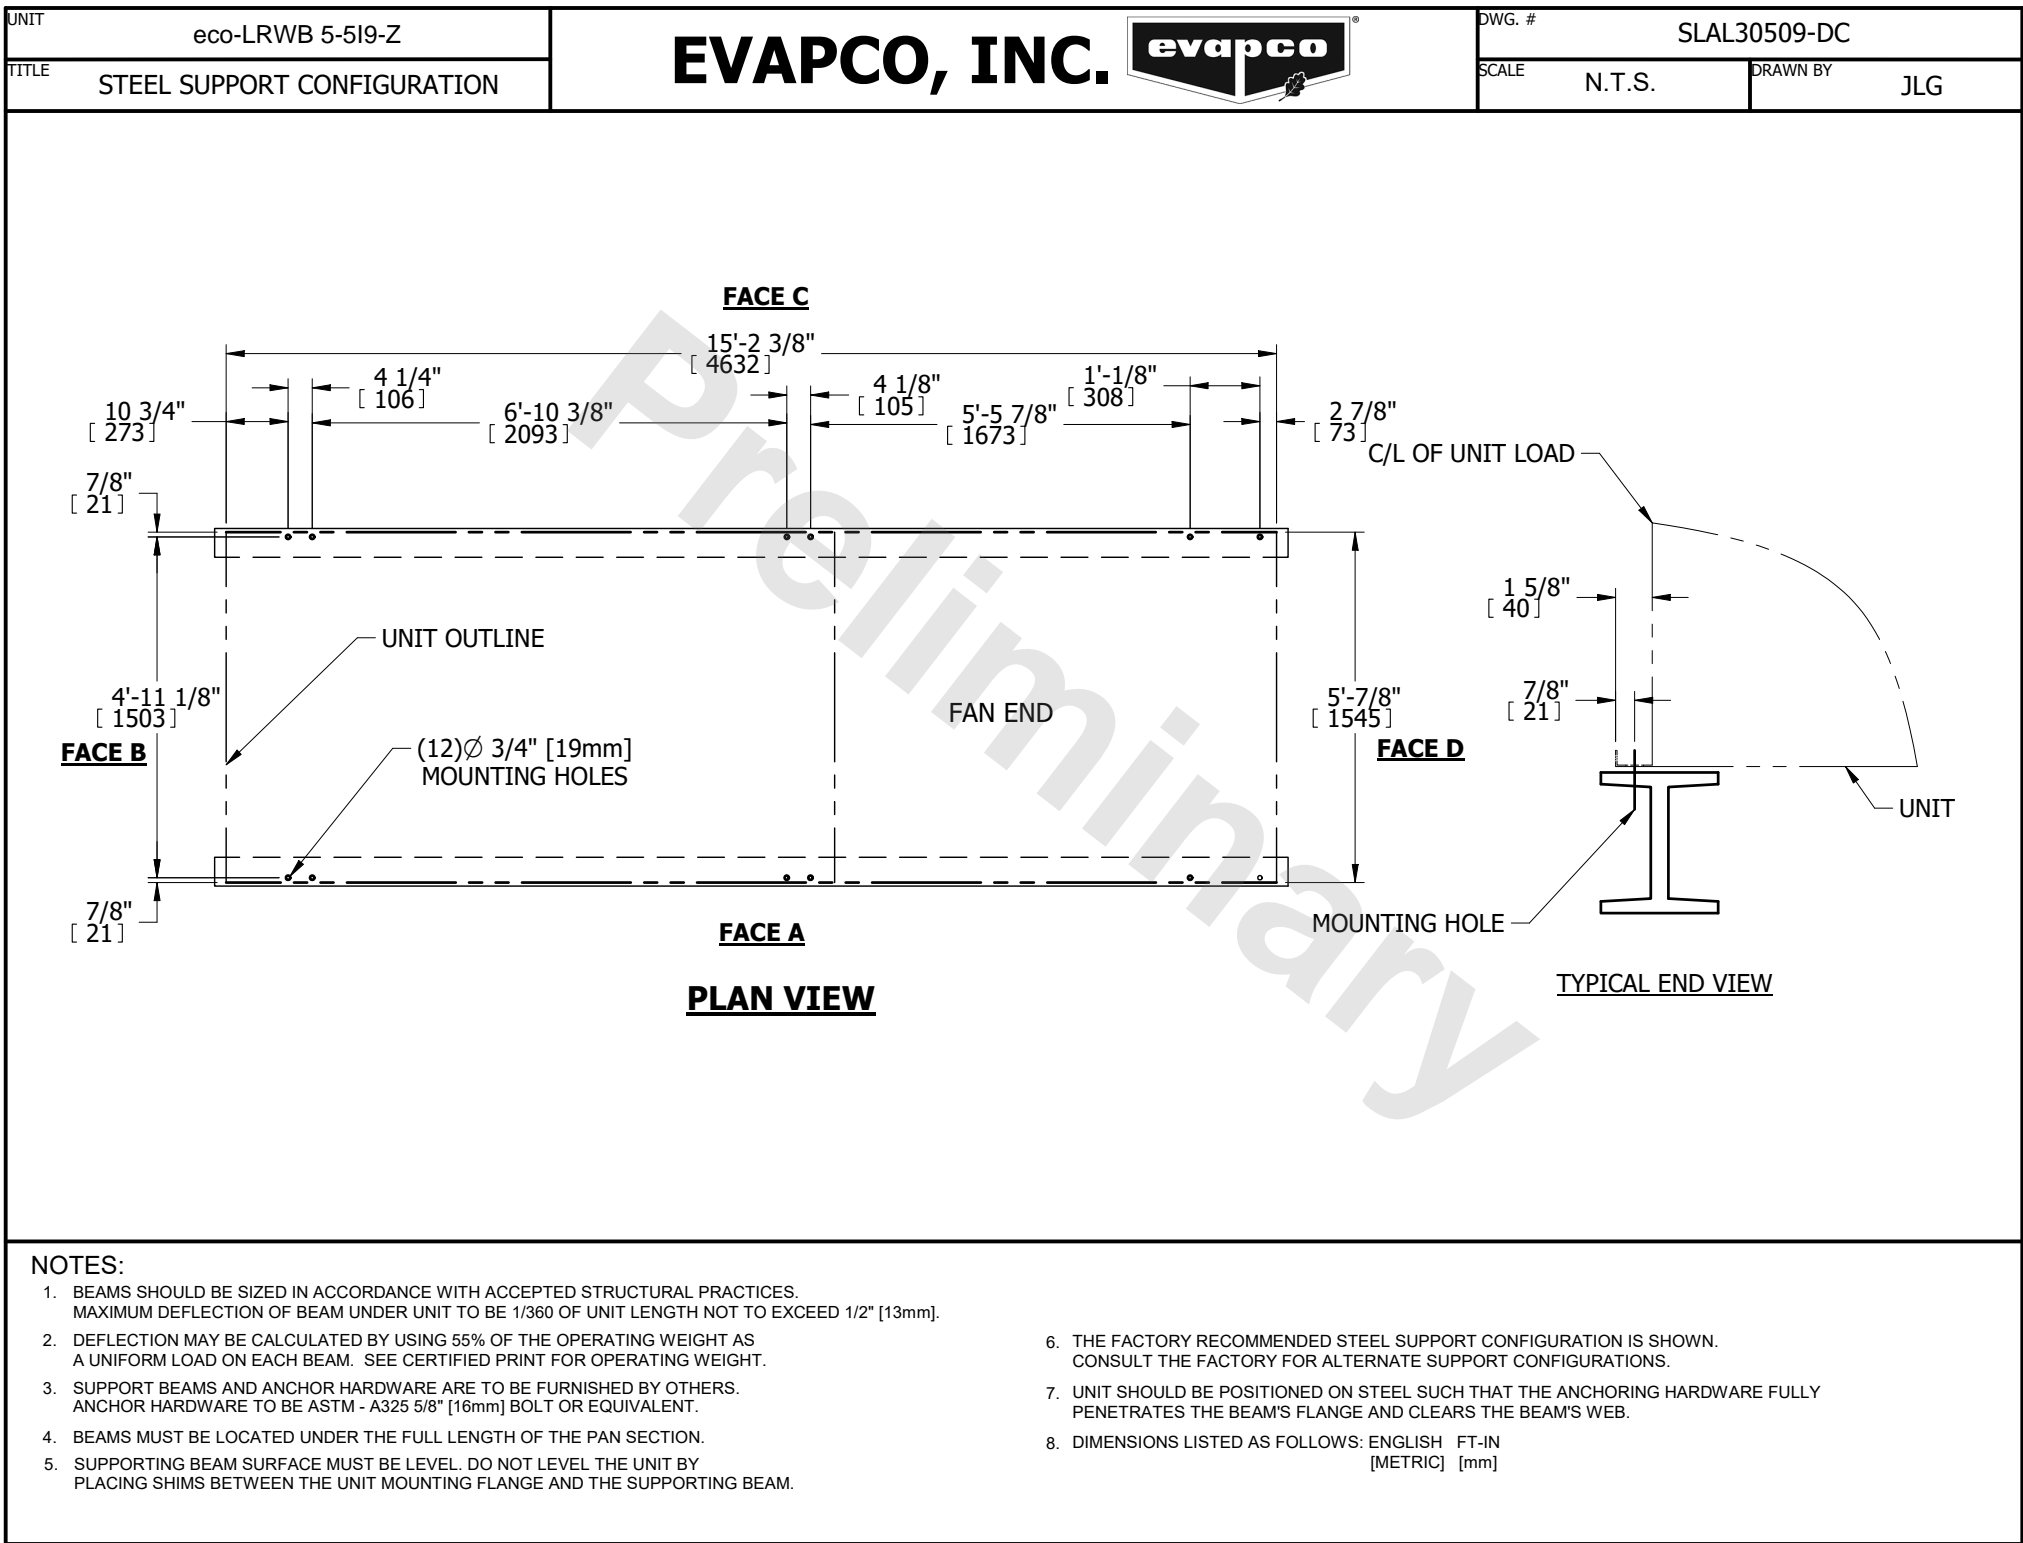 UNIT
eco-LRWB 5-5I9-Z
TITLE
STEEL SUPPORT CONFIGURATION
EVAPCO, INC.
evapco
®
DWG. #
SLAL30509-DC
SCALE
N.T.S.
DRAWN BY
JLG
FACE C
15'-2 3/8"
[ 4632]
4 1/4"
[ 106]
4 1/8"
[ 105]
1'-1/8"
[ 308]
10 3/4"
[ 273]
6'-10 3/8"
[ 2093]
5'-5 7/8"
[ 1673]
2 7/8"
[ 73]
C/L OF UNIT LOAD
7/8"
[ 21]
1 5/8"
[ 40]
UNIT OUTLINE
4'-11 1/8"
[ 1503]
FACE B
FAN END
5'-7/8"
[ 1545]
FACE D
7/8"
[ 21]
(12)Ø 3/4" [19mm]
MOUNTING HOLES
UNIT
7/8"
[ 21]
FACE A
MOUNTING HOLE
PLAN VIEW
TYPICAL END VIEW
Preliminary
NOTES:
1. BEAMS SHOULD BE SIZED IN ACCORDANCE WITH ACCEPTED STRUCTURAL PRACTICES.
MAXIMUM DEFLECTION OF BEAM UNDER UNIT TO BE 1/360 OF UNIT LENGTH NOT TO EXCEED 1/2" [13mm].
2. DEFLECTION MAY BE CALCULATED BY USING 55% OF THE OPERATING WEIGHT AS
A UNIFORM LOAD ON EACH BEAM. SEE CERTIFIED PRINT FOR OPERATING WEIGHT.
3. SUPPORT BEAMS AND ANCHOR HARDWARE ARE TO BE FURNISHED BY OTHERS.
ANCHOR HARDWARE TO BE ASTM - A325 5/8" [16mm] BOLT OR EQUIVALENT.
4. BEAMS MUST BE LOCATED UNDER THE FULL LENGTH OF THE PAN SECTION.
5. SUPPORTING BEAM SURFACE MUST BE LEVEL. DO NOT LEVEL THE UNIT BY
PLACING SHIMS BETWEEN THE UNIT MOUNTING FLANGE AND THE SUPPORTING BEAM.
6. THE FACTORY RECOMMENDED STEEL SUPPORT CONFIGURATION IS SHOWN.
CONSULT THE FACTORY FOR ALTERNATE SUPPORT CONFIGURATIONS.
7. UNIT SHOULD BE POSITIONED ON STEEL SUCH THAT THE ANCHORING HARDWARE FULLY
PENETRATES THE BEAM'S FLANGE AND CLEARS THE BEAM'S WEB.
8. DIMENSIONS LISTED AS FOLLOWS: ENGLISH FT-IN
[METRIC] [mm]